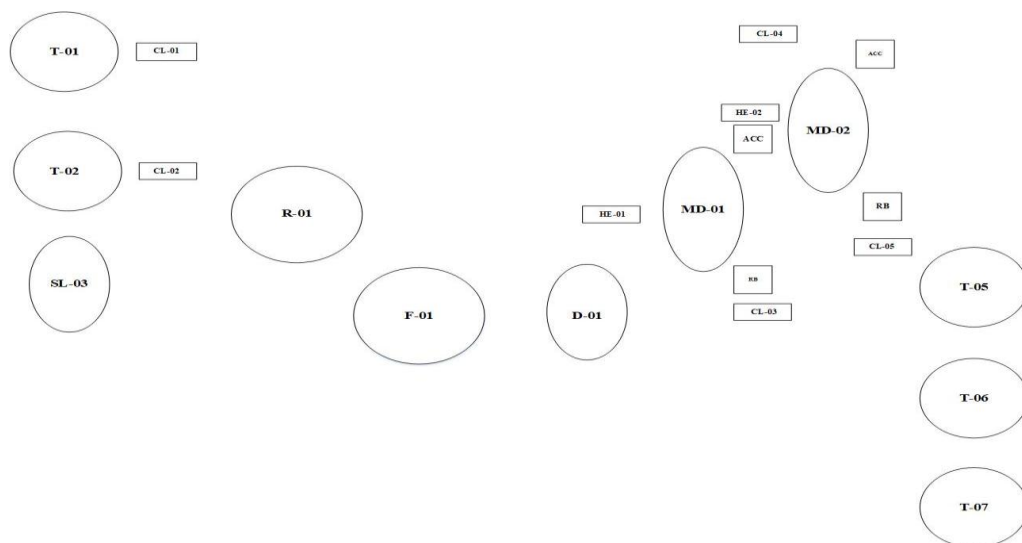 CL-04
T-01
CL-01
ACC
HE-02
MD-02
ACC
T-02
CL-02
RB
MD-01
R-01
HE-01
CL-05
RB
SL-03
T-05
CL-03
F-01
D-01
T-06
T-07